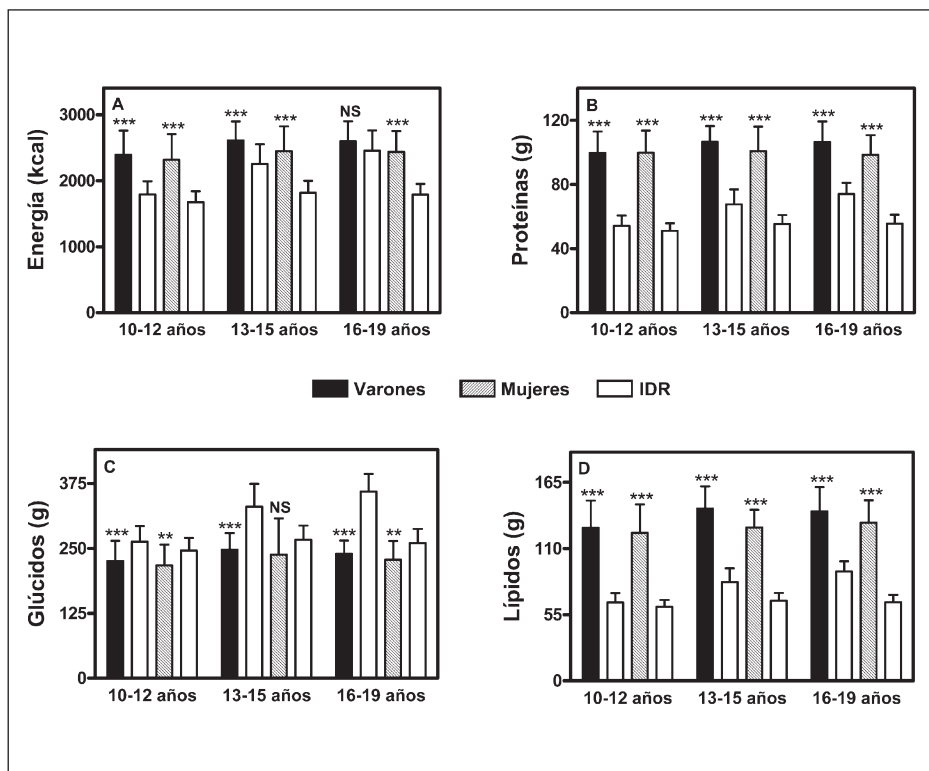 A
Energía (kcal)
3000
2000
1000
0
*** *** *** *** NS ***
10-12 años 13-15 años 16-19 años
B
Proteínas (g)
120
80
40
0
*** *** *** *** *** ***
10-12 años 13-15 años 16-19 años
Varones Mujeres IDR
C
Glúcidos (g)
375
250
125
0
*** ** *** NS *** **
10-12 años 13-15 años 16-19 años
D
Lípidos (g)
165
110
55
0
*** *** *** *** *** ***
10-12 años 13-15 años 16-19 años